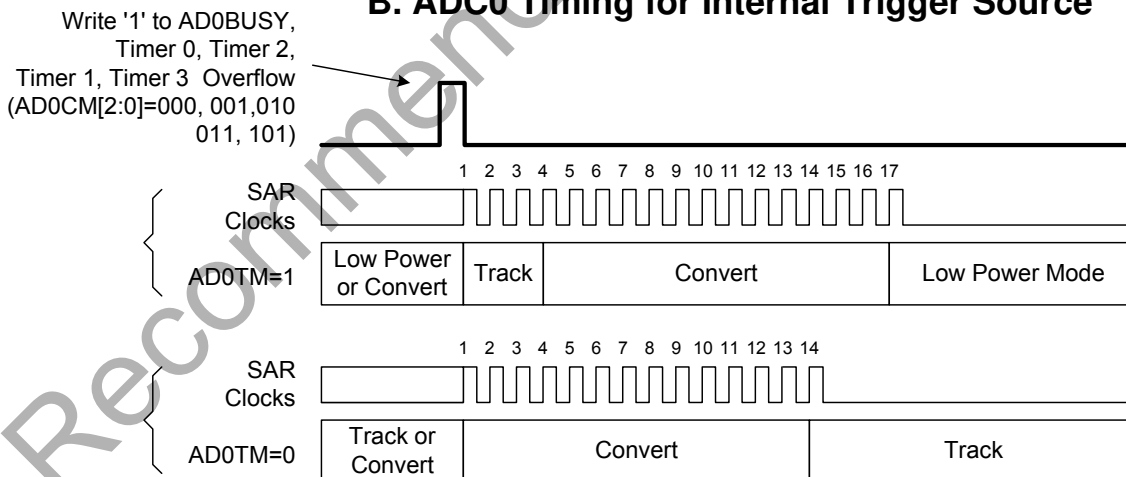 B. ADC0 Timing for Internal Trigger Source
Write '1' to AD0BUSY,
Timer 0, Timer 2,
Timer 1, Timer 3 Overflow
(AD0CM[2:0]=000, 001,010
011, 101)
1 2 3 4 5 6 7 8 9 10 11 12 13 14 15 16 17
SAR
Clocks
AD0TM=1
Low Power
or Convert
Track
Convert
Low Power Mode
1 2 3 4 5 6 7 8 9 10 11 12 13 14
SAR
Clocks
AD0TM=0
Track or
Convert
Convert
Track